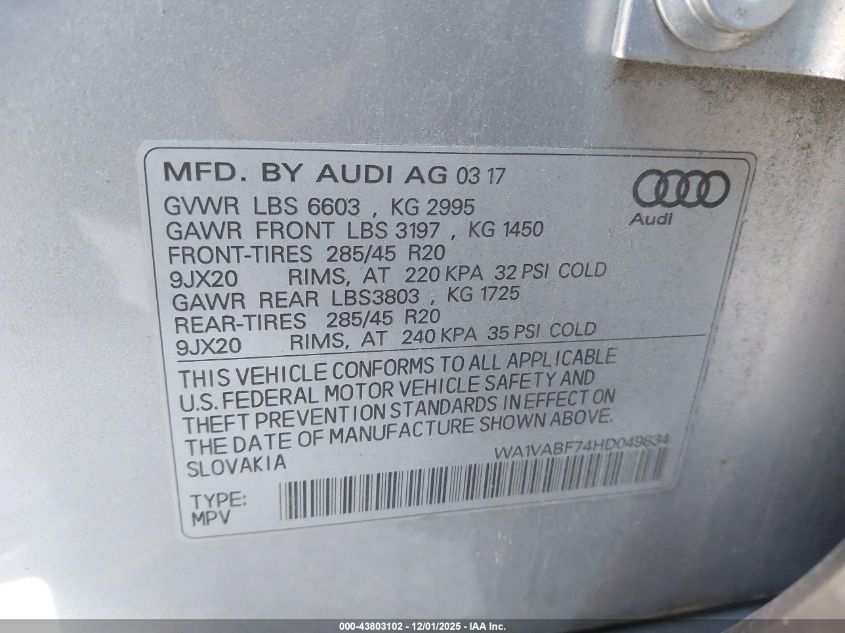 MFD. BY AUDI AG 03 17
Audi
GVWR LBS 6603 , KG 2995
GAWR FRONT LBS 3197 , KG 1450
FRONT-TIRES 285/45 R20
9JX20 RIMS, AT 220 KPA 32 PSI COLD
GAWR REAR LBS3803 , KG 1725
REAR-TIRES 285/45 R20
9JX20 RIMS, AT 240 KPA 35 PSI COLD
THIS VEHICLE CONFORMS TO ALL APPLICABLE
U.S. FEDERAL MOTOR VEHICLE SAFETY AND
THEFT PREVENTION STANDARDS IN EFFECT ON
THE DATE OF MANUFACTURE SHOWN ABOVE.
SLOVAKIA
WA1VABF74HD049634
TYPE:
MPV
000-43803102 - 12/01/2025 - IAA Inc.